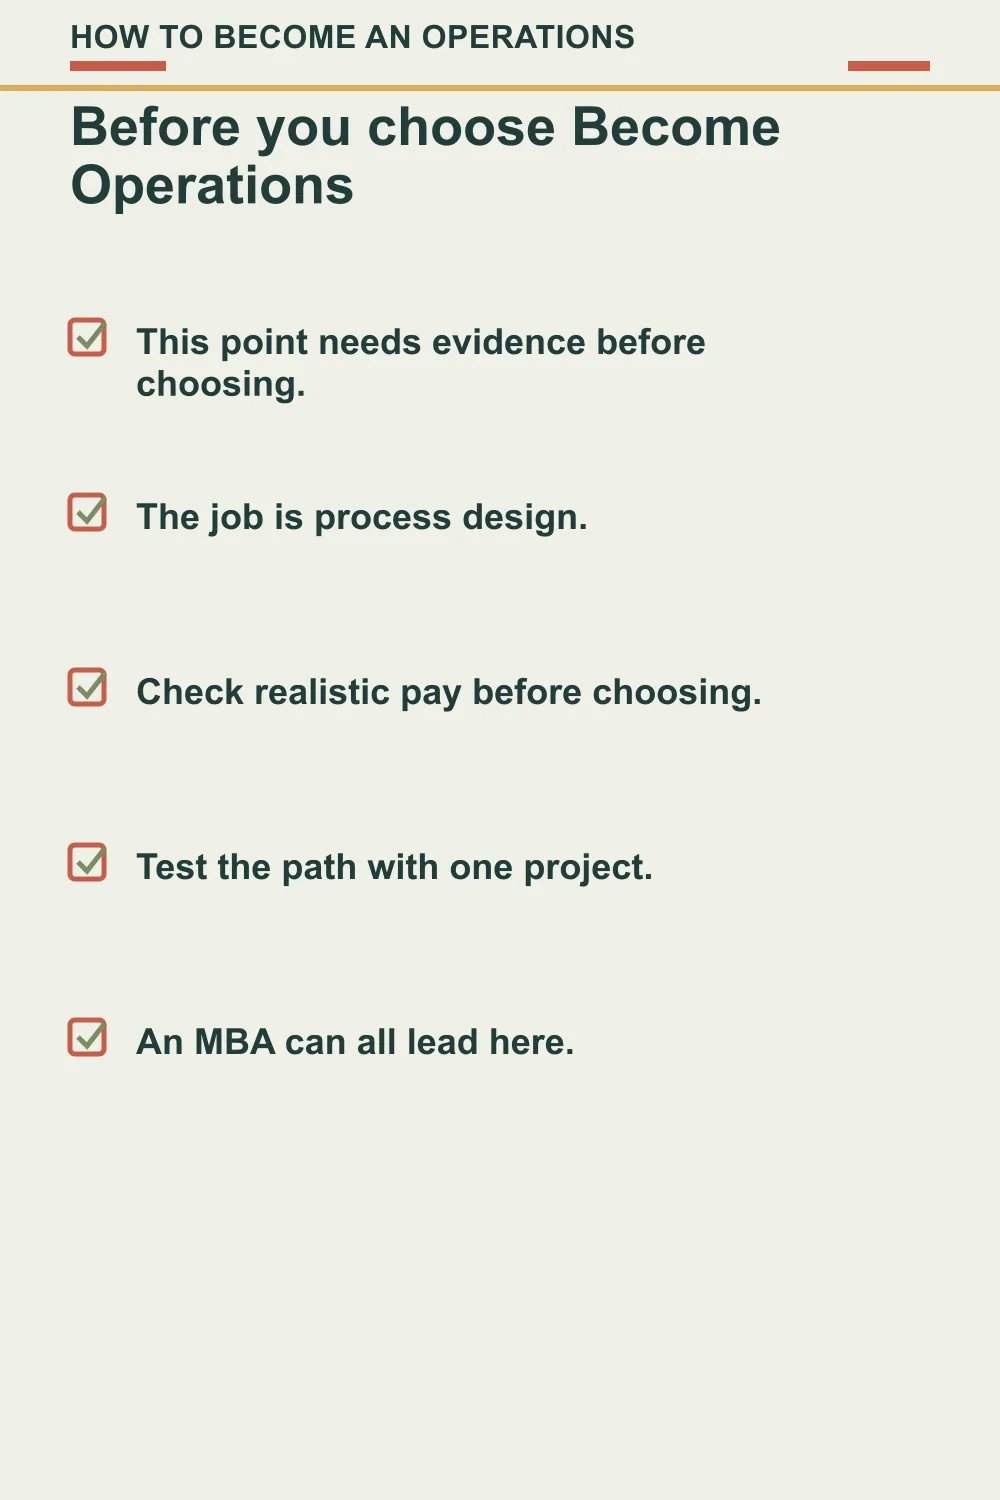 HOW TO BECOME AN OPERATIONS
Before you choose Become
Operations
This point needs evidence before
choosing.
The job is process design.
Check realistic pay before choosing.
Test the path with one project.
An MBA can all lead here.